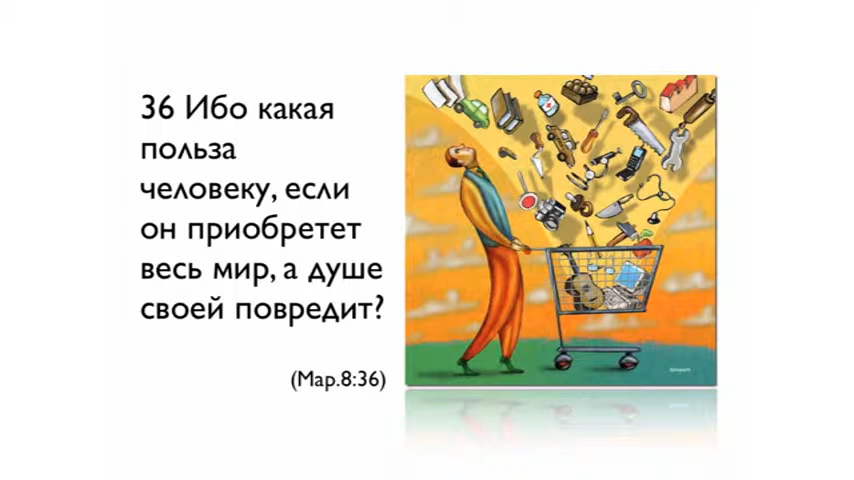 36 Ибо какая
польза
человеку, если
он приобретет
весь мир, а душе
своей повредит?
(Мар.8:36)